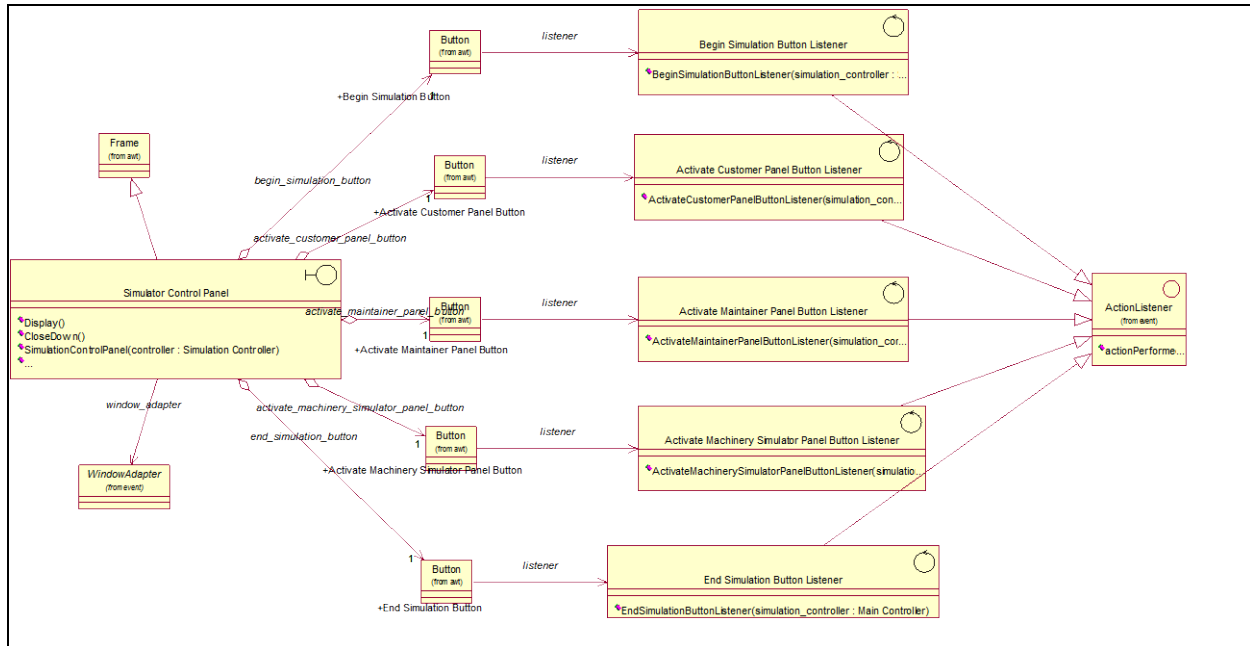 Button
(from awt)
listener
Begin Simulation Button Listener
BeginSimulationButtonListener(simulation_controller : ...
+Begin Simulation Button
1
Frame
(from awt)
begin_simulation_button
Button
(from awt)
listener
Activate Customer Panel Button Listener
ActivateCustomerPanelButtonListener(simulation_con...
1
+Activate Customer Panel Button
activate_customer_panel_button
Simulator Control Panel
Display()
CloseDown()
SimulationControlPanel(controller : Simulation Controller)
...
activate_maintainer_panel_button
Button
(from awt)
listener
Activate Maintainer Panel Button Listener
ActivateMaintainerPanelButtonListener(simulation_cor...
1
+Activate Maintainer Panel Button
ActionListener
(from event)
actionPerforme...
window_adapter
activate_machinery_simulator_panel_button
end_simulation_button
Button
(from awt)
listener
Activate Machinery Simulator Panel Button Listener
ActivateMachinerySimulatorPanelButtonListener(simulatio...
1
+Activate Machinery Simulator Panel Button
WindowAdapter
(from event)
1
Button
(from awt)
listener
End Simulation Button Listener
EndSimulationButtonListener(simulation_controller : Main Controller)
+End Simulation Button